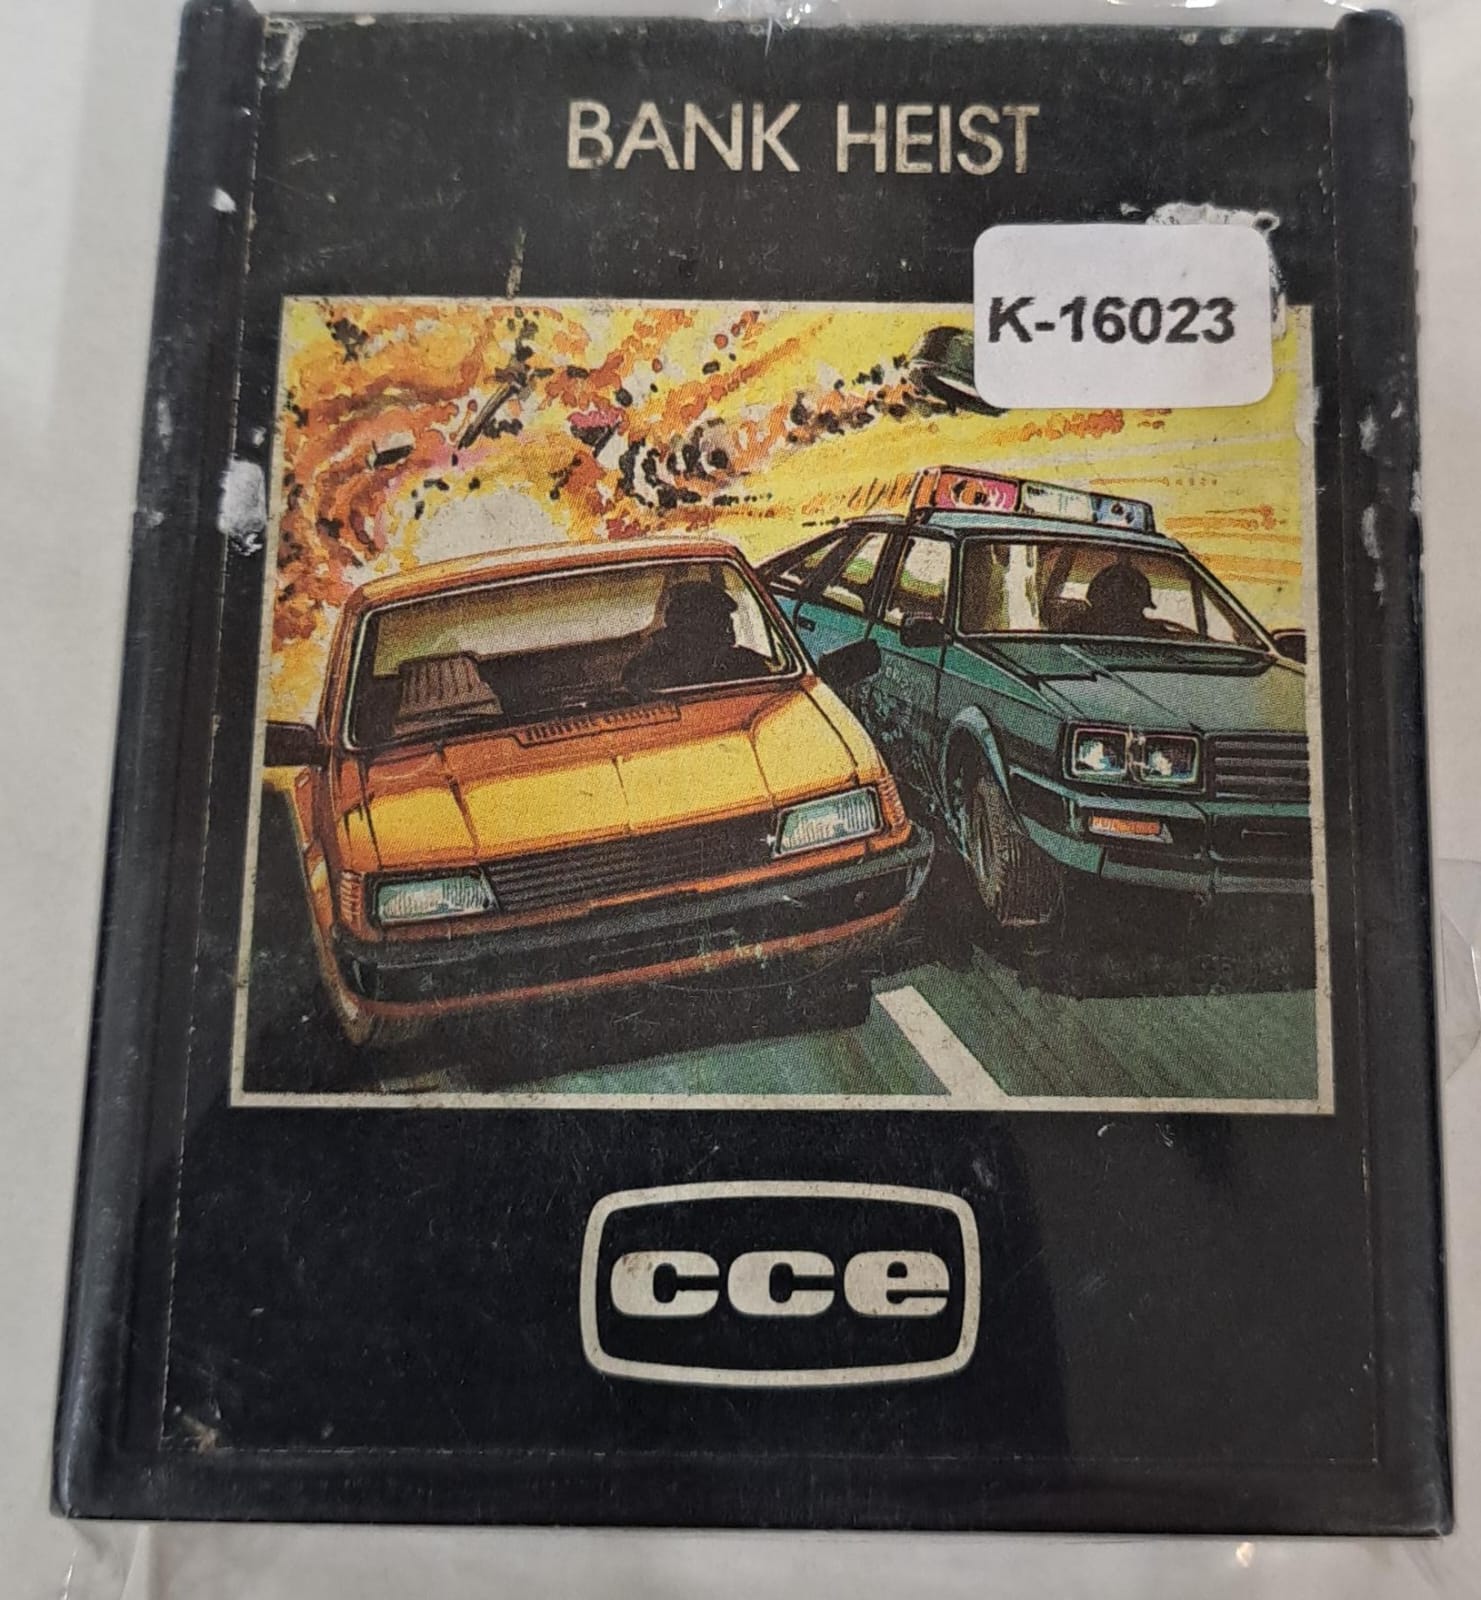 BANK HEIST
K-16023
cce